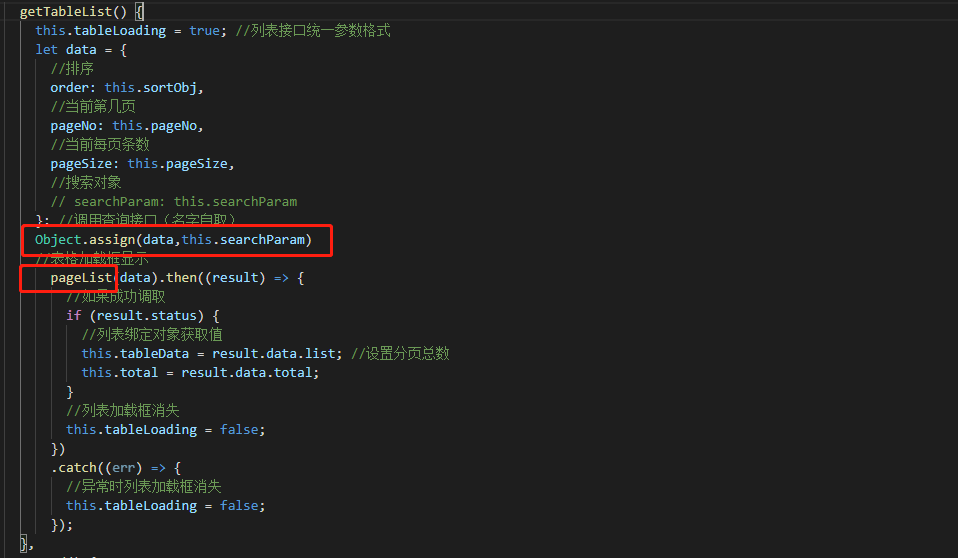 getTableList() {
this.tableLoading = true; //列表接口统一参数格式
let data = {
//排序
order: this.sortObj,
//当前第几页
pageNo: this.pageNo,
//当前每页条数
pageSize: this.pageSize,
//搜索对象
// searchParam: this.searchParam
}; //调用查询接口（名字自取）
Object.assign(data,this.searchParam)
//表格加载框显示
pageList(data).then((result) => {
//如果成功调取
if (result.status) {
//列表绑定对象获取值
this.tableData = result.data.list; //设置分页总数
this.total = result.data.total;
}
//列表加载框消失
this.tableLoading = false;
})
.catch((err) => {
//异常时列表加载框消失
this.tableLoading = false;
});
},